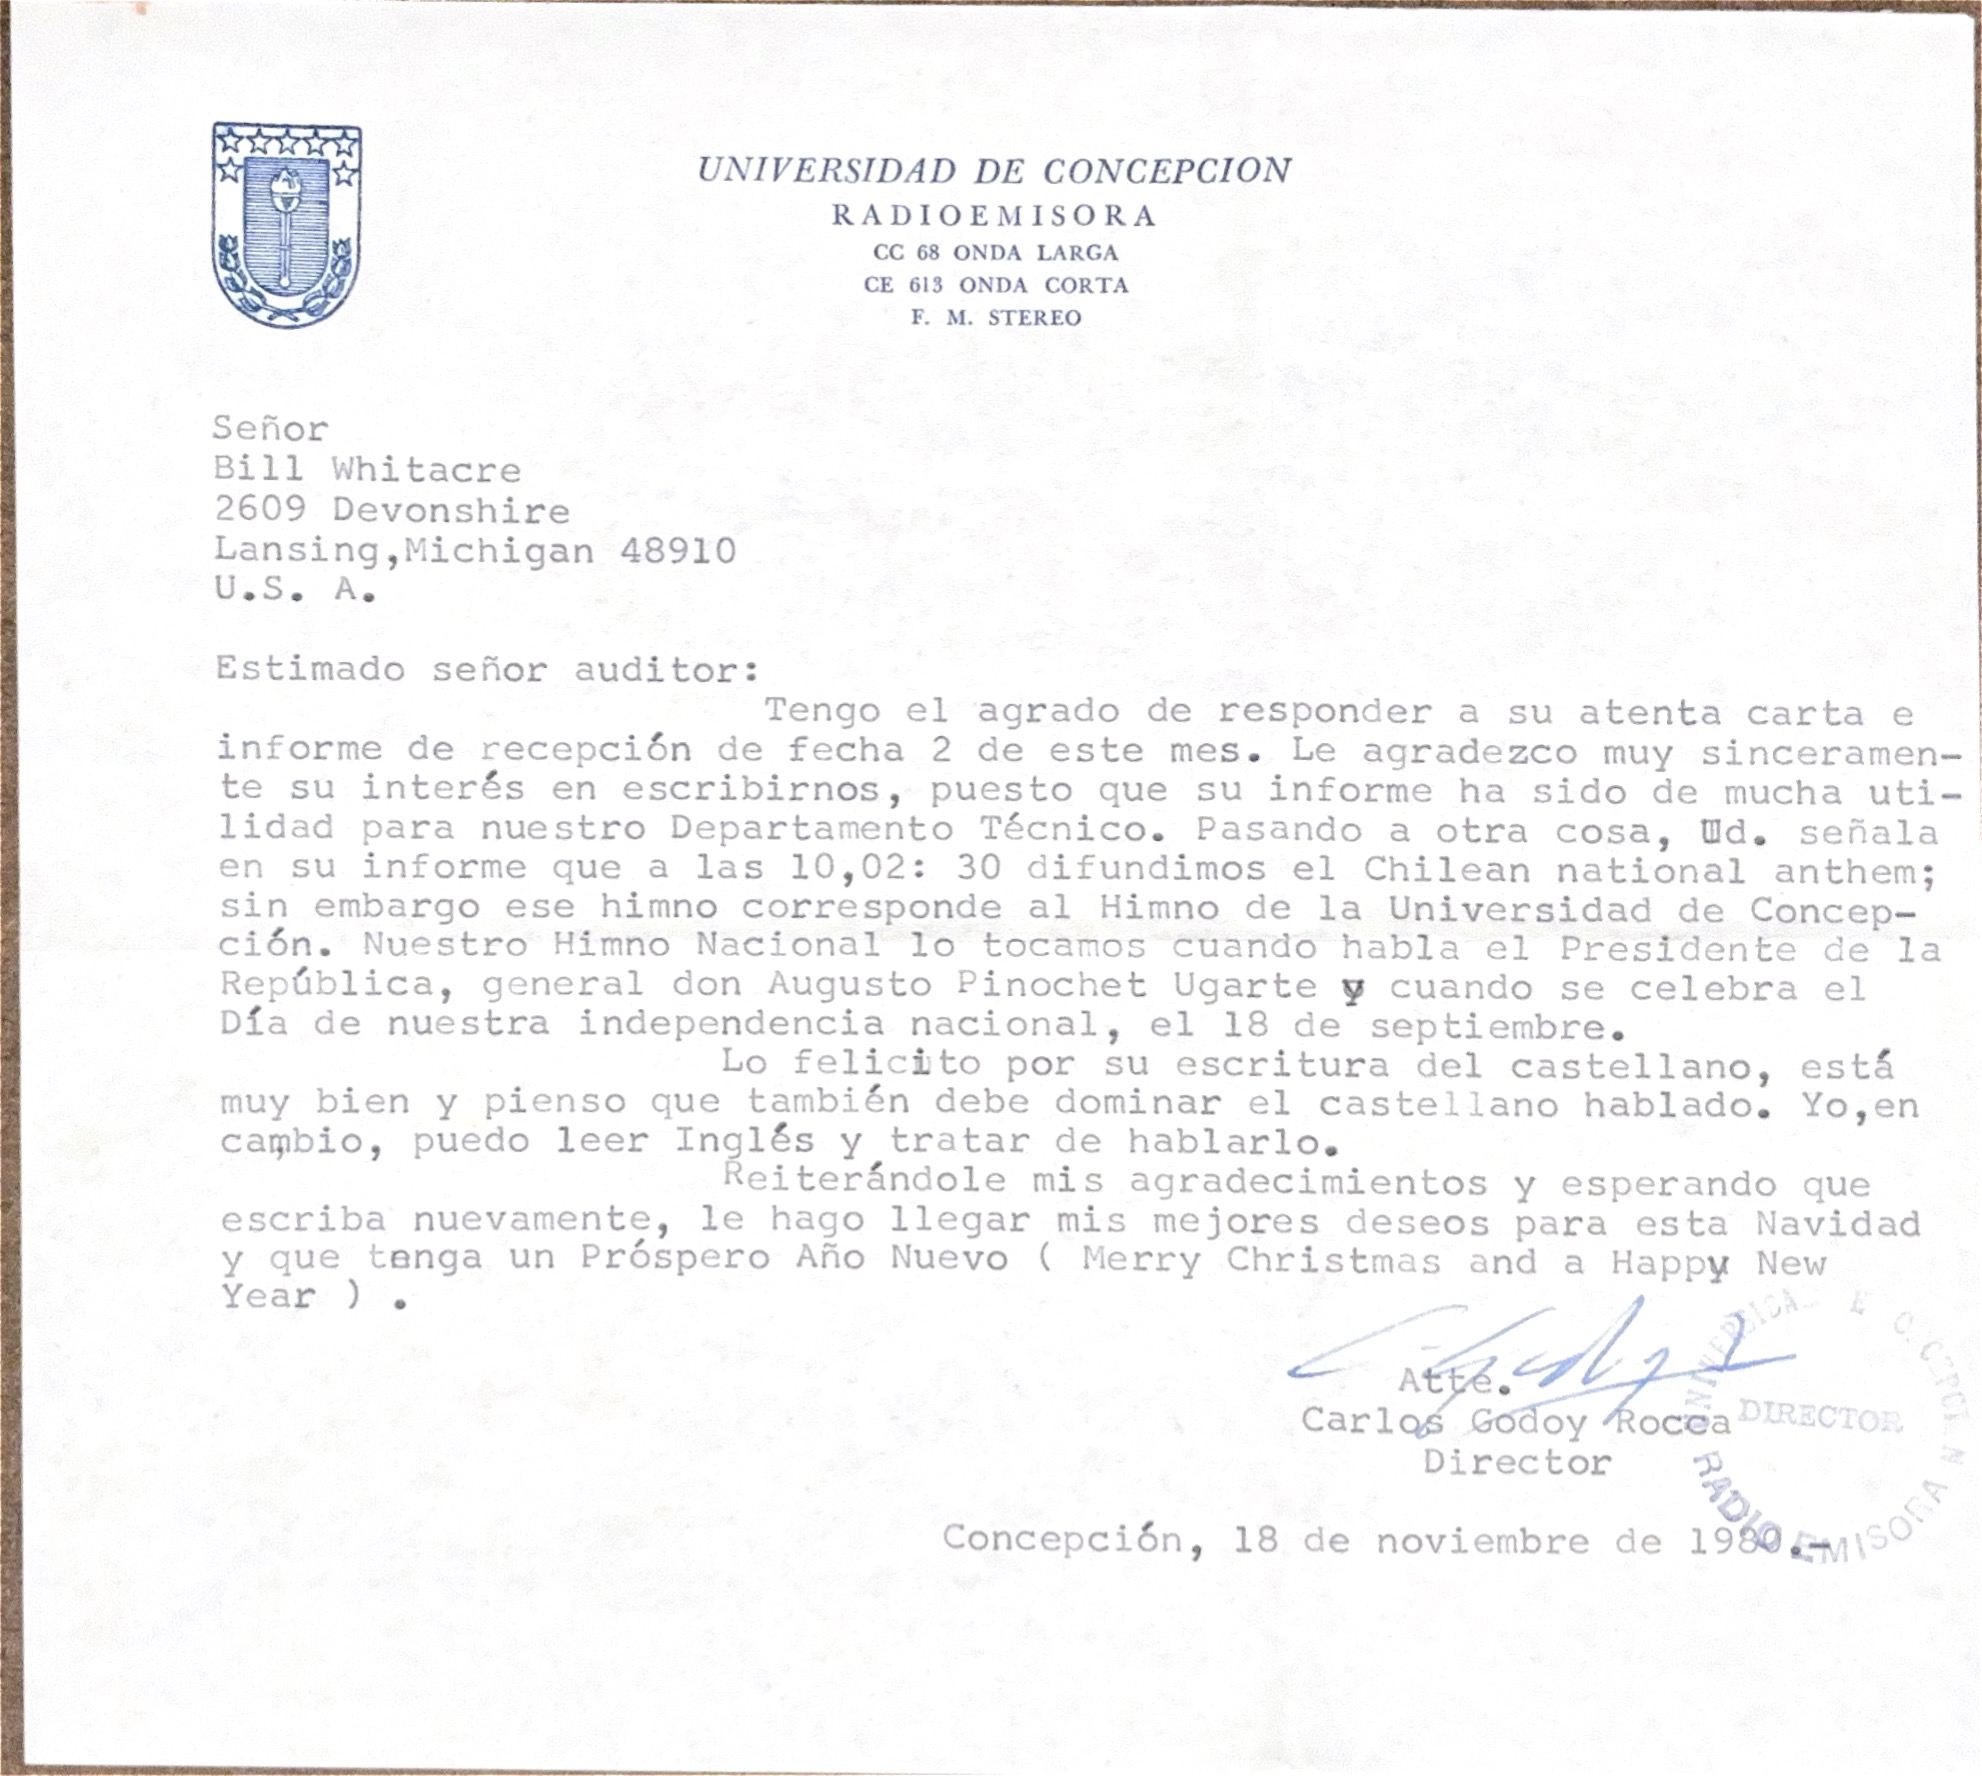 UNIVERSIDAD DE CONCEPCION
RADIOEMISORA
CC 68 ONDA LARGA
CE 613 ONDA CORTA
F. M. STEREO
Señor
Bill Whitacre
2609 Devonshire
Lansing,Michigan 48910
U.S. A.
Estimado señor auditor:
Tengo el agrado de responder a su atenta carta e
informe de recepción de fecha 2 de este mes. Le agradezco muy sinceramen-
te su interés en escribirnos, puesto que su informe ha sido de mucha uti-
lidad para nuestro Departamento Técnico. Pasando a otra cosa, Ud. señala
en su informe que a las 10,02: 30 difundimos el Chilean national anthem;
sin embargo ese himno corresponde al Himno de la Universidad de Concep-
ción. Nuestro Himno Nacional lo tocamos cuando habla el Presidente de la
República, general don Augusto Pinochet Ugarte y cuando se celebra el
Día de nuestra independencia nacional, el 18 de septiembre.
Lo felicito por su escritura del castellano, está
muy bien y pienso que también debe dominar el castellano hablado. Yo,en
cambio, puedo leer Inglés y tratar de hablarlo.
Reiterándole mis agradecimientos y esperando que
escriba nuevamente, le hago llegar mis mejores deseos para esta Navidad
y que tenga un Próspero Año Nuevo ( Merry Christmas and a Happy New
Year ) .
Atte.
Carlos Godoy Rocca
Director
DIRECTOR
RADIO EMISORA
Concepción, 18 de noviembre de 1980.-